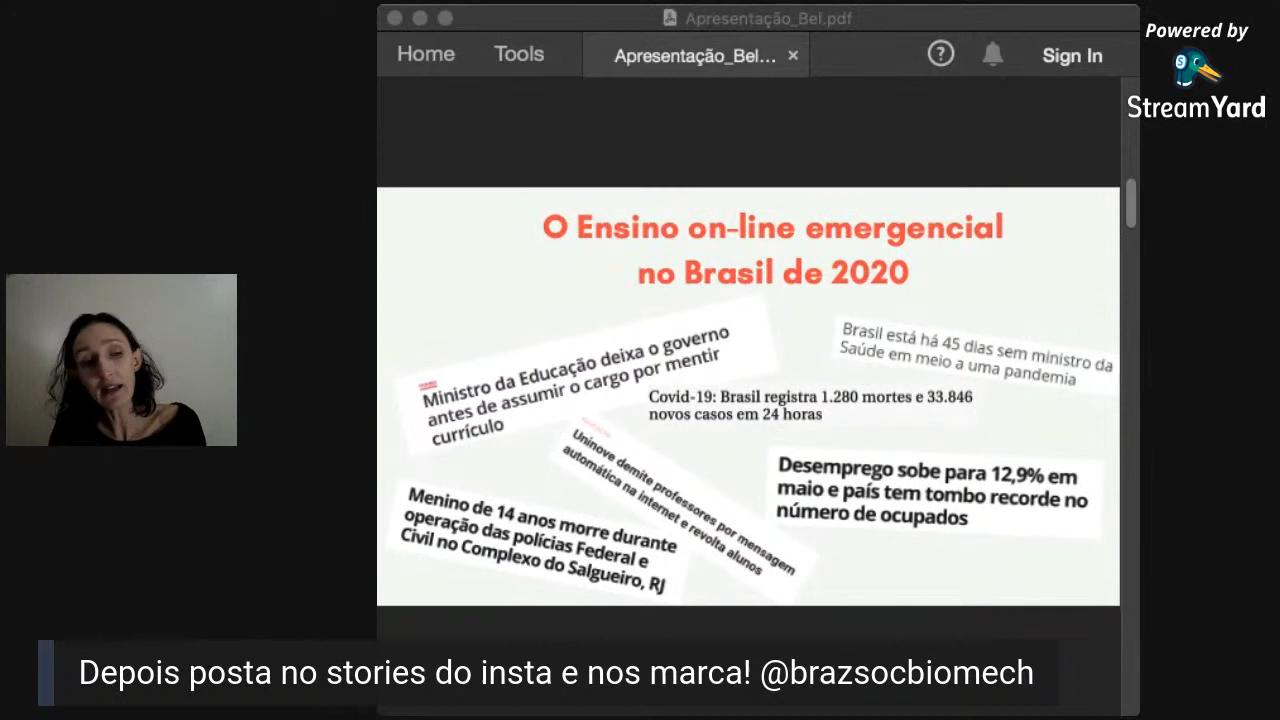 Apresentação_Bel.pdf
Home
Tools
Apresentação_Bel...
Sign In
Powered by
StreamYard
O Ensino on-line emergencial
no Brasil de 2020
Ministro da Educação deixa o governo
antes de assumir o cargo por mentir
currículo
Brasil está há 45 dias sem ministro da
Saúde em meio a uma pandemia
Covid-19: Brasil registra 1.280 mortes e 33.846
novos casos em 24 horas
Uninove demite professores por mensagem
automática na internet e revolta alunos
Desemprego sobe para 12,9% em
maio e país tem tombo recorde no
número de ocupados
Menino de 14 anos morre durante
operação das polícias Federal e
Civil no Complexo do Salgueiro, RJ
Depois posta no stories do insta e nos marca! @brazsocbiomech